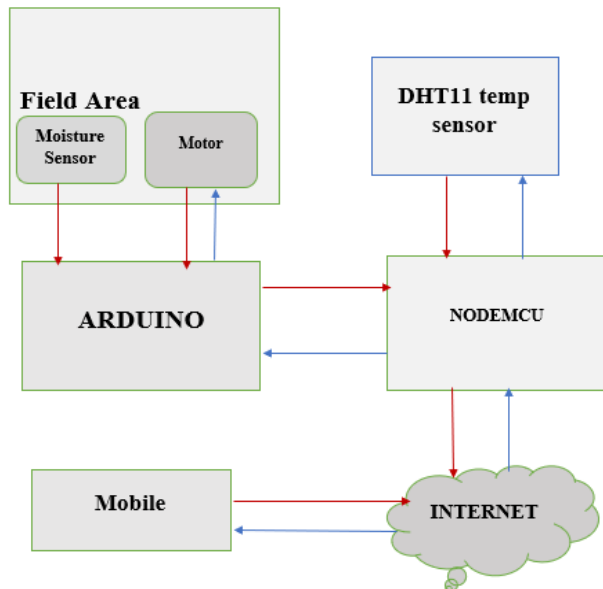 Field Area
Moisture
Sensor
Motor
DHT11 temp
sensor
ARDUINO
NODEMCU
Mobile
INTERNET